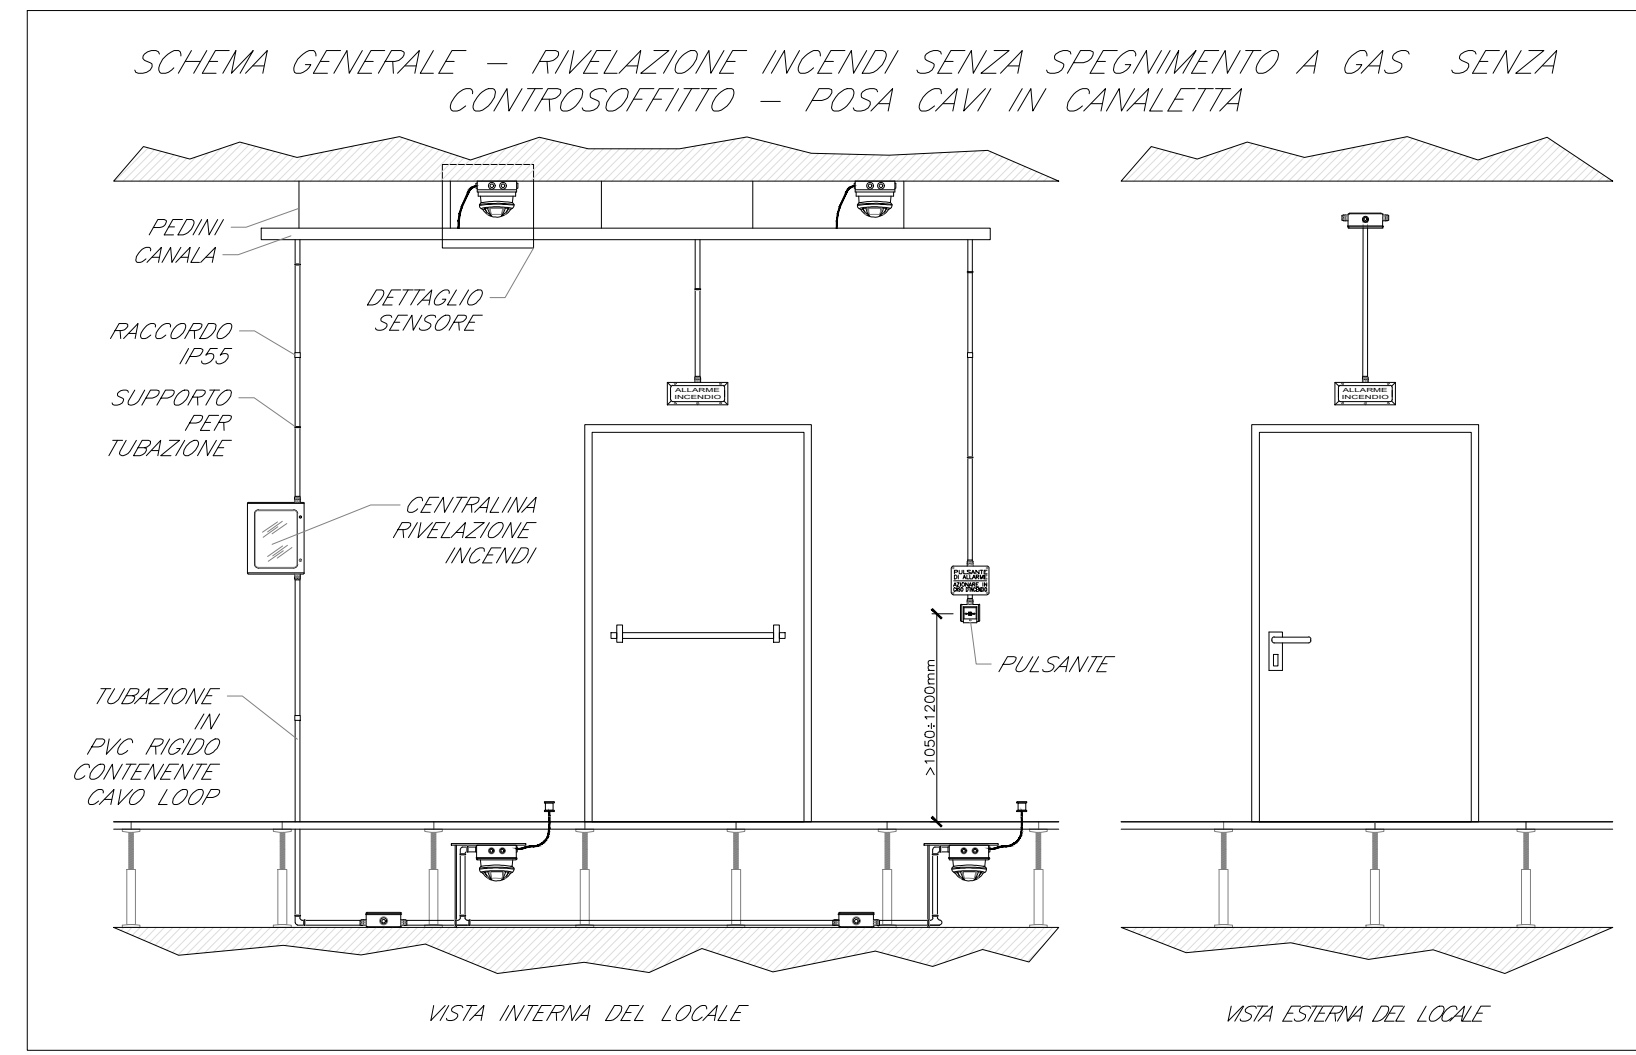 SCHEMA GENERALE – RIVELAZIONE INCENDI SENZA SPEGNIMENTO A GAS SENZA
CONTROSOFFITTO – POSA CAVI IN CANALETTA
PEDINI
CANALA
DETTAGLIO
SENSORE
RACCORDO
IP55
SUPPORTO
PER
TUBAZIONE
ALLARME
INCENDIO
ALLARME
INCENDIO
CENTRALINA
RIVELAZIONE
INCENDI
PULSANTE
DI ALLARME
AZIONARE IN
CASO D'INCENDIO
PULSANTE
>1050÷1200mm
TUBAZIONE
IN
PVC RIGIDO
CONTENENTE
CAVO LOOP
VISTA INTERNA DEL LOCALE
VISTA ESTERNA DEL LOCALE